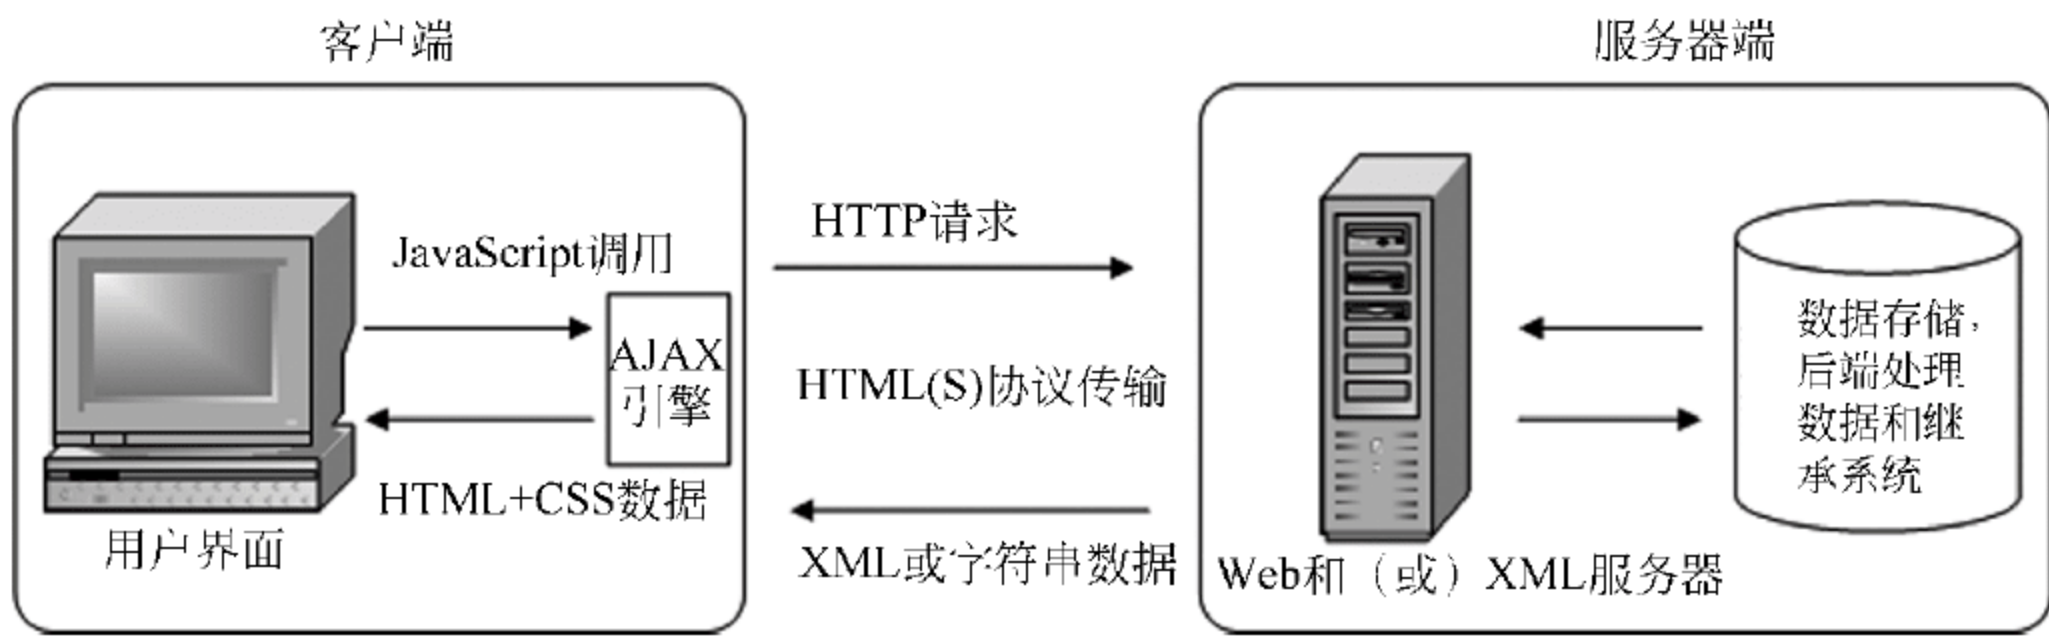 客户端
服务器端
JavaScript调用
AJAX
引擎
HTML+CSS数据
用户界面
HTTP请求
HTML(S)协议传输
XML或字符串数据
Web和（或）XML服务器
数据存储，
后端处理
数据和继
承系统